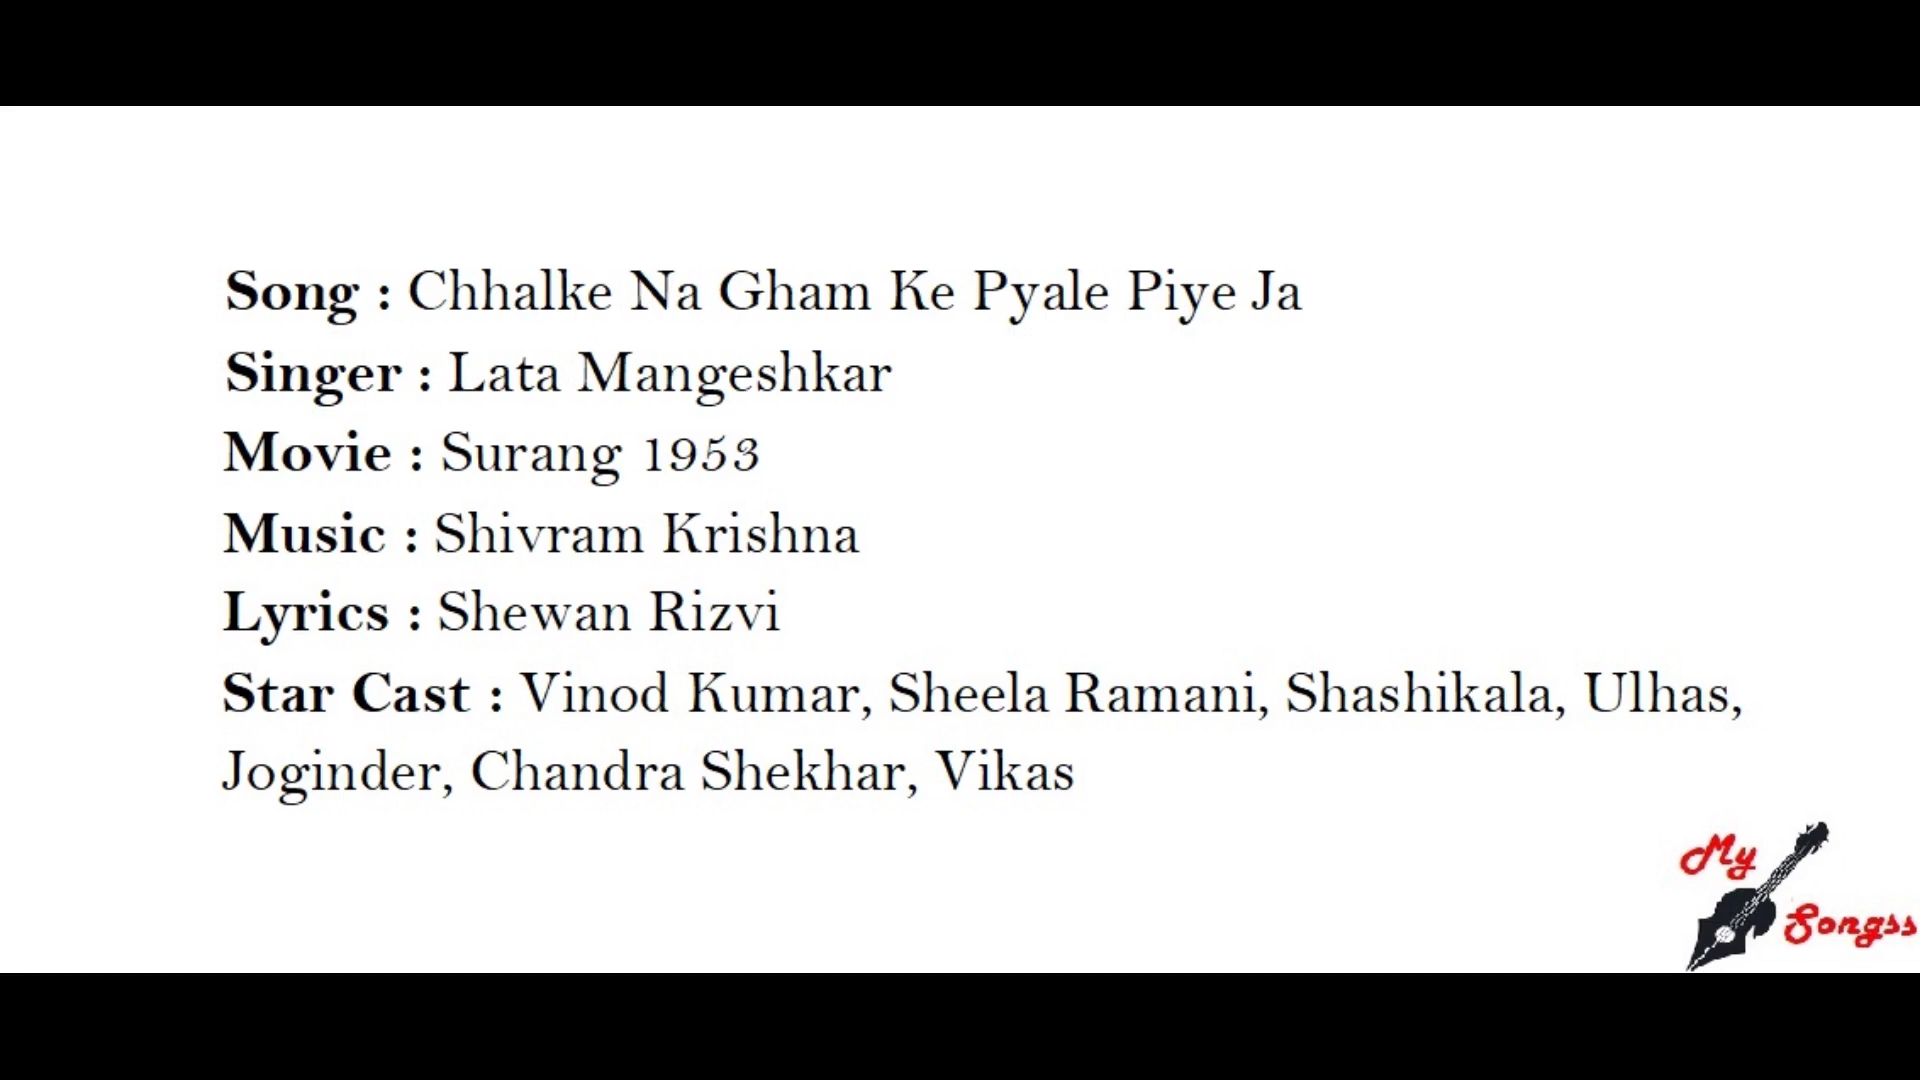 Song : Chhalke Na Gham Ke Pyale Piye Ja
Singer : Lata Mangeshkar
Movie : Surang 1953
Music : Shivram Krishna
Lyrics : Shewan Rizvi
Star Cast : Vinod Kumar, Sheela Ramani, Shashikala, Ulhas,
Joginder, Chandra Shekhar, Vikas
My
Songss